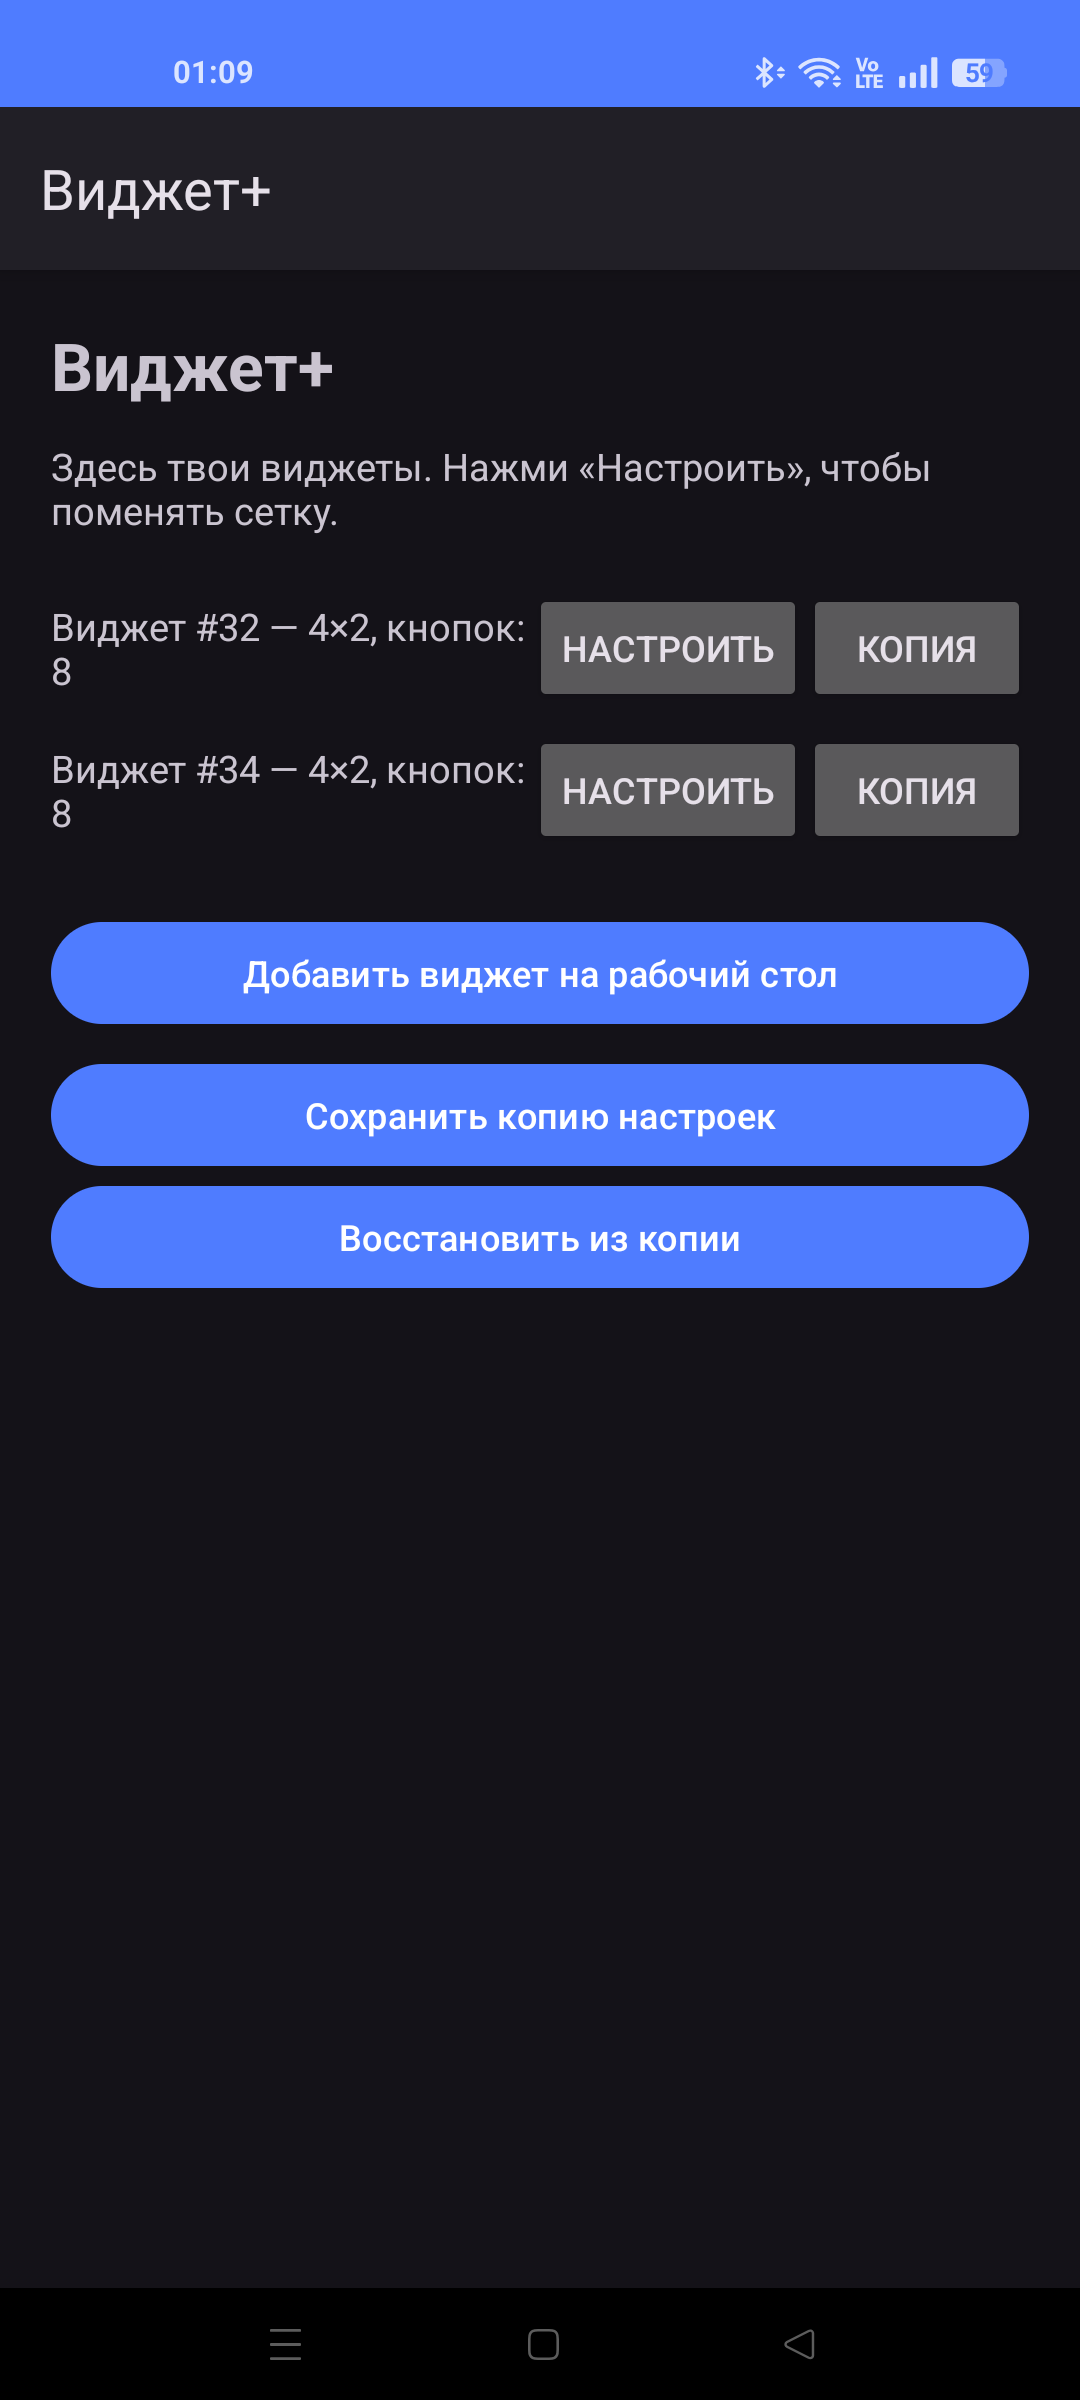 01:09
Vo
LTE
59
Виджет+
Виджет+
Здесь твои виджеты. Нажми «Настроить», чтобы
поменять сетку.
Виджет #32 — 4×2, кнопок:
8
НАСТРОИТЬ
КОПИЯ
Виджет #34 — 4×2, кнопок:
8
НАСТРОИТЬ
КОПИЯ
Добавить виджет на рабочий стол
Сохранить копию настроек
Восстановить из копии